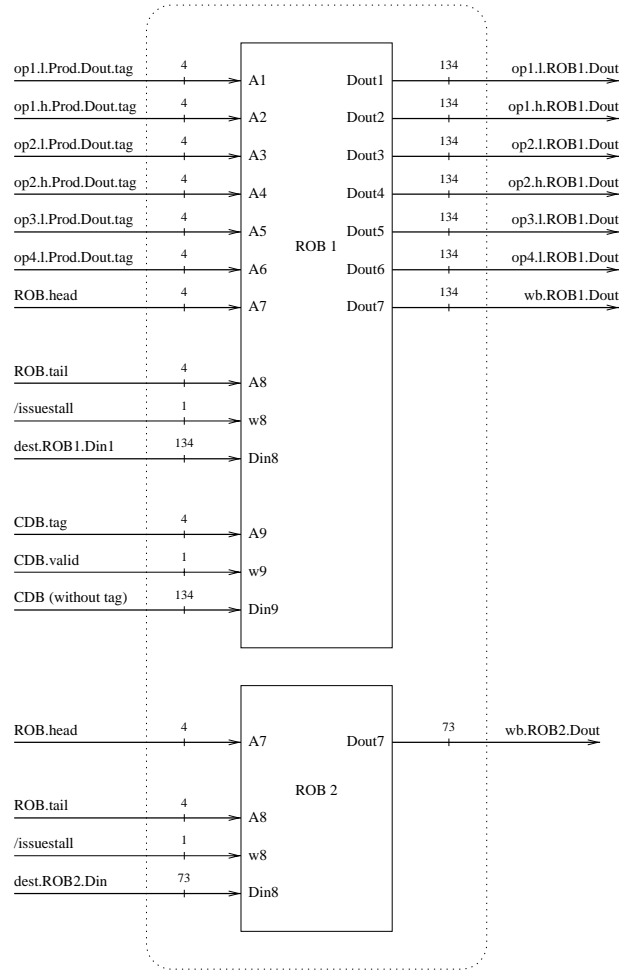 op1.l.Prod.Dout.tag 4 A1 Dout1 134 op1.l.ROB1.Dout
op1.h.Prod.Dout.tag 4 A2 Dout2 134 op1.h.ROB1.Dout
op2.l.Prod.Dout.tag 4 A3 Dout3 134 op2.l.ROB1.Dout
op2.h.Prod.Dout.tag 4 A4 Dout4 134 op2.h.ROB1.Dout
op3.l.Prod.Dout.tag 4 A5 Dout5 134 op3.l.ROB1.Dout
ROB 1
op4.l.Prod.Dout.tag 4 A6 Dout6 134 op4.l.ROB1.Dout
ROB.head 4 A7 Dout7 134 wb.ROB1.Dout
ROB.tail 4 A8
/issuestall 1 w8
dest.ROB1.Din1 134 Din8
CDB.tag 4 A9
CDB.valid 1 w9
CDB (without tag) 134 Din9
ROB.head 4 A7 Dout7 73 wb.ROB2.Dout
ROB 2
ROB.tail 4 A8
/issuestall 1 w8
dest.ROB2.Din 73 Din8